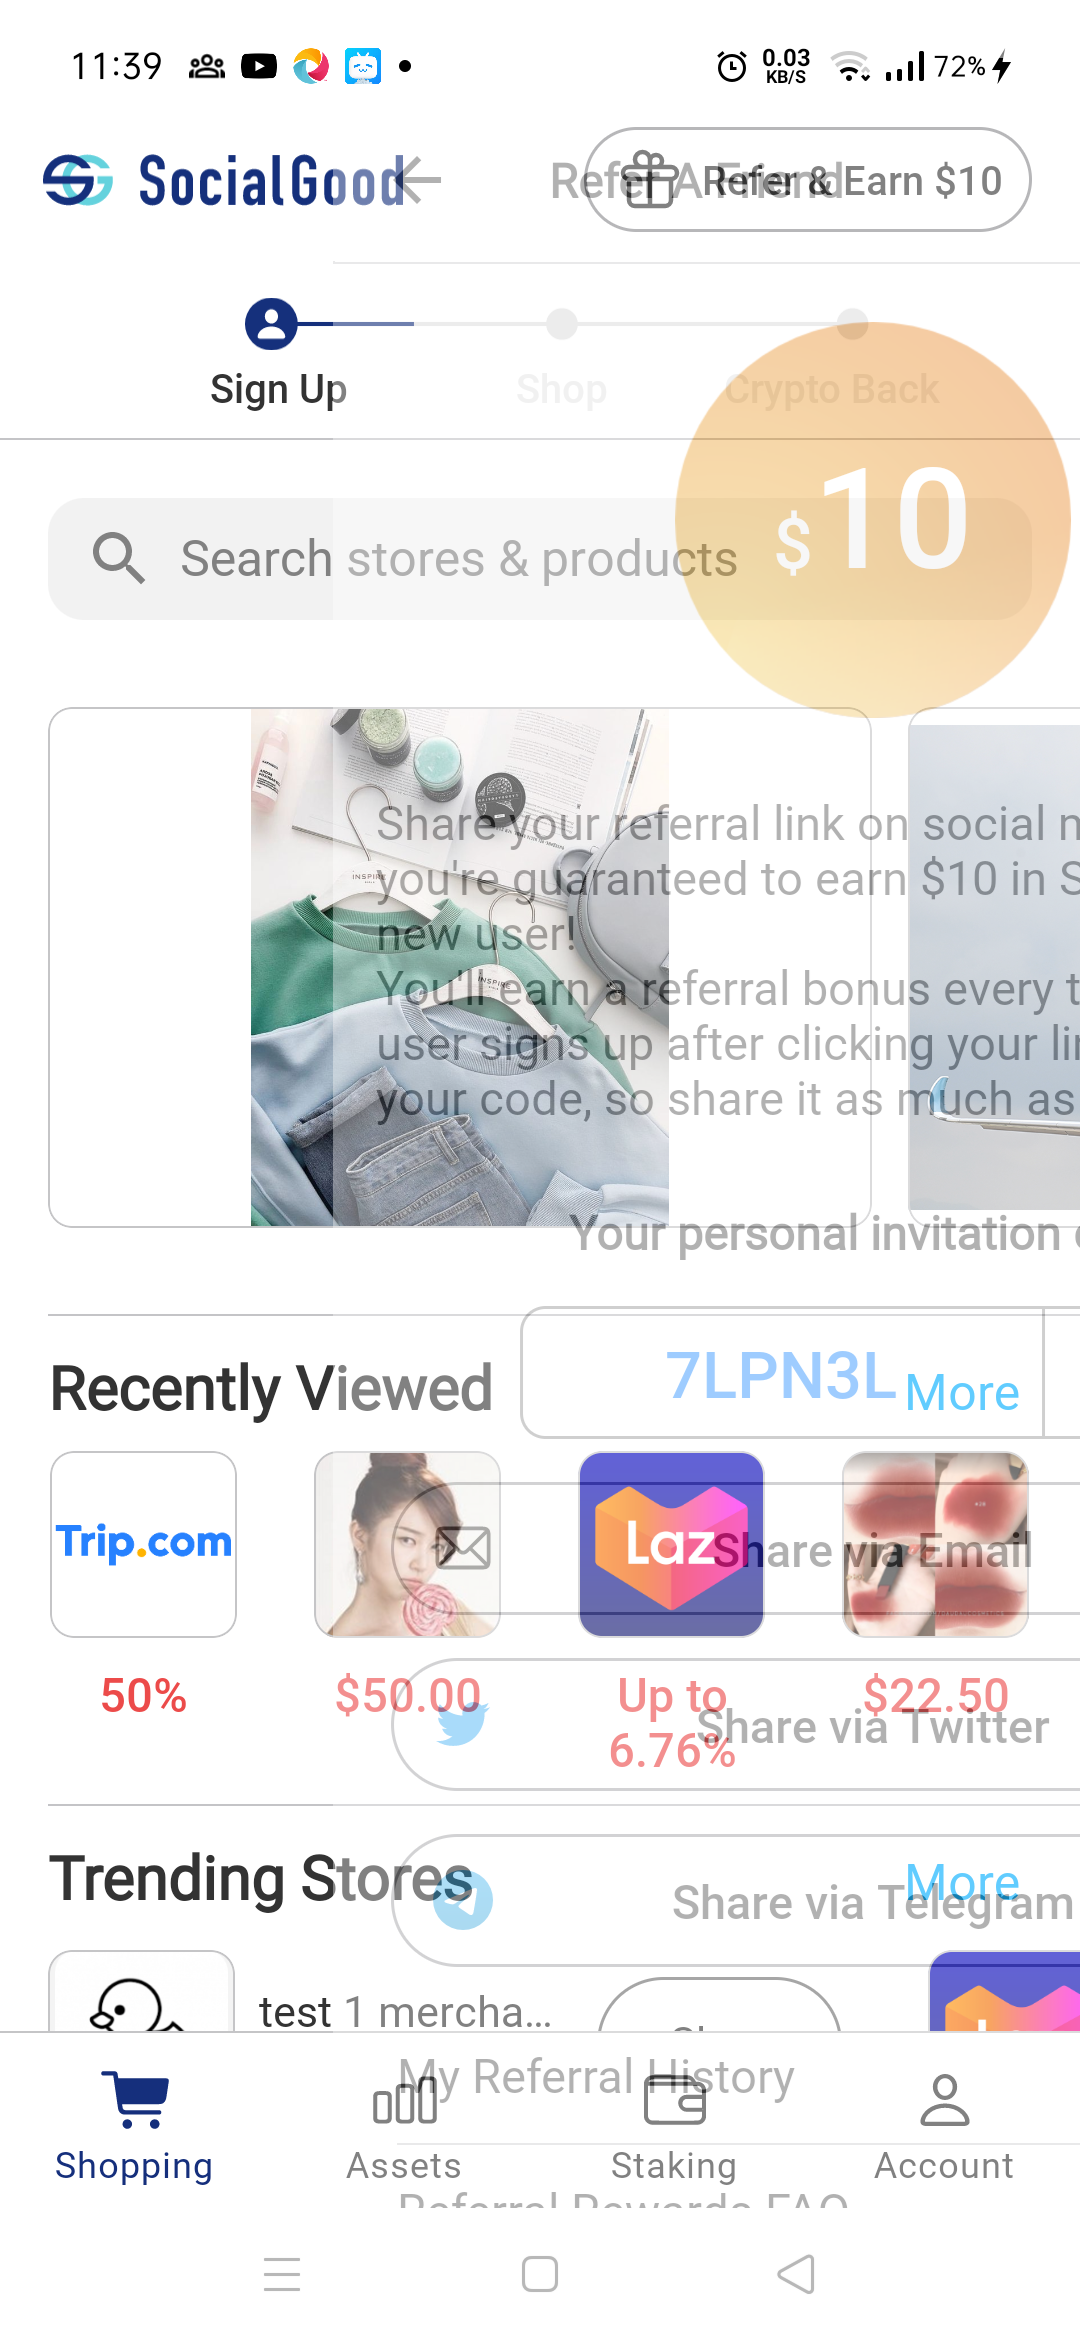 11:39
0.03
KB/S
72%
SocialGood
Refer A Friend
Refer & Earn $10
Sign Up
Shop
Crypto Back
$10
Search stores & products
INSPIRE
INSPIRE
Share your referral link on social
you're guaranteed to earn $10 in
new user!
You'll earn a referral bonus every
user signs up after clicking your
your code, so share it as much as
Your personal invitation
Recently Viewed
7LPN3L
More
Trip.com
Laz
Share via Email
50%
$50.00
Up to
6.76%
$22.50
Share via Twitter
Trending Stores
More
Share via Telegram
test 1 mercha...
My Referral History
Shopping
Assets
Staking
Account
Referral Rewards FAQ